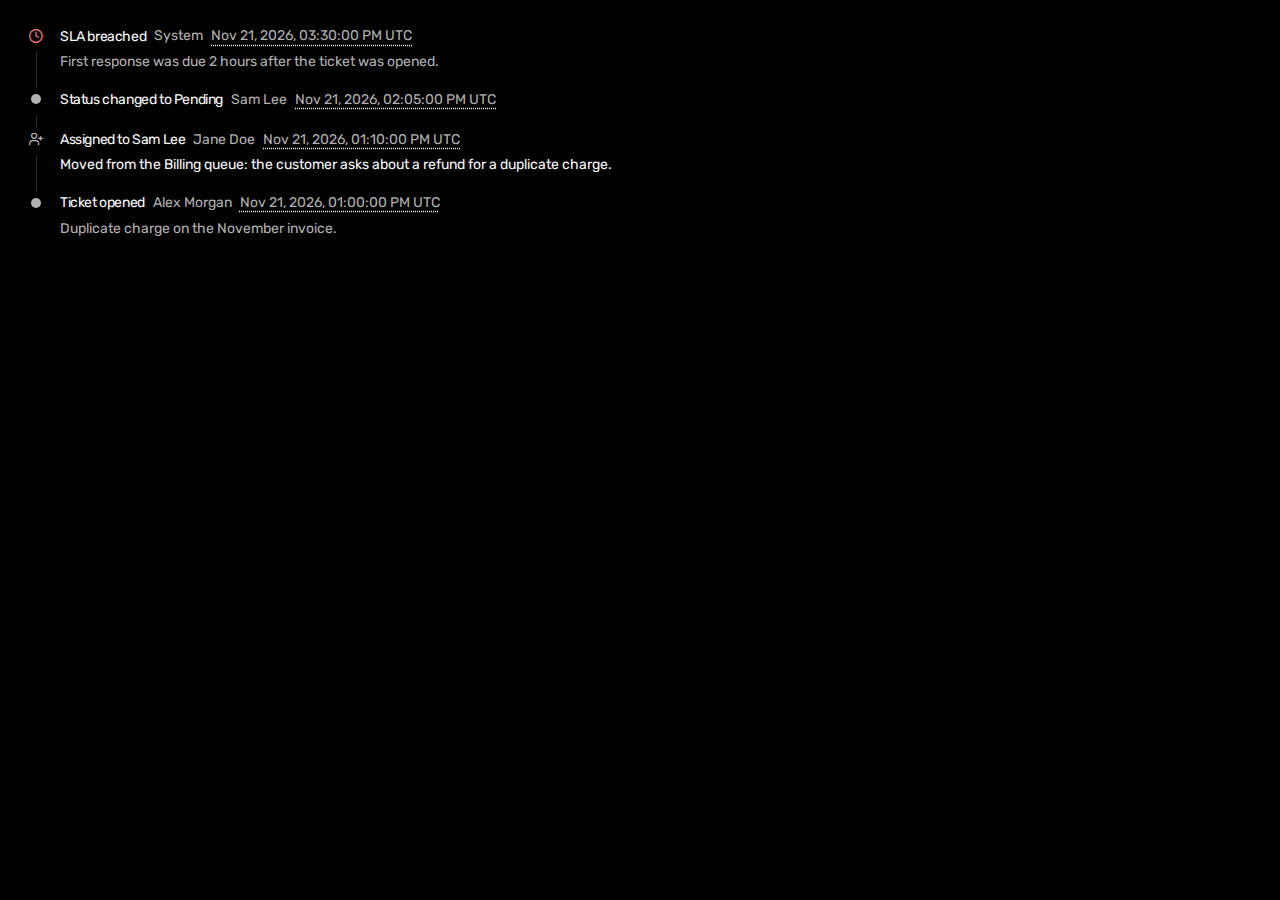 SLA breached System Nov 21, 2026, 03:30:00 PM UTC
First response was due 2 hours after the ticket was opened.
Status changed to Pending Sam Lee Nov 21, 2026, 02:05:00 PM UTC
Assigned to Sam Lee Jane Doe Nov 21, 2026, 01:10:00 PM UTC
Moved from the Billing queue: the customer asks about a refund for a duplicate charge.
Ticket opened Alex Morgan Nov 21, 2026, 01:00:00 PM UTC
Duplicate charge on the November invoice.